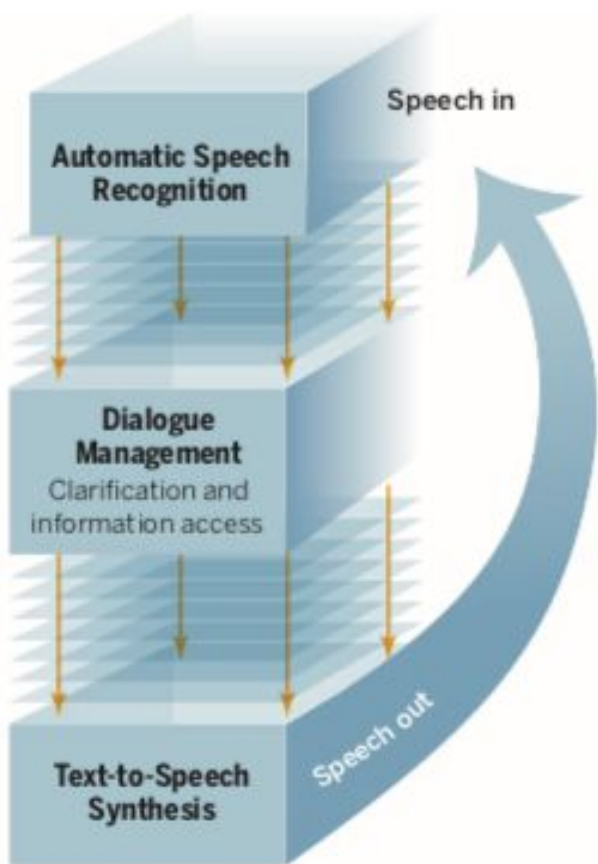 Speech in
Automatic Speech
Recognition
Dialogue
Management
Clarification and
information access
Speech out
Text-to-Speech
Synthesis